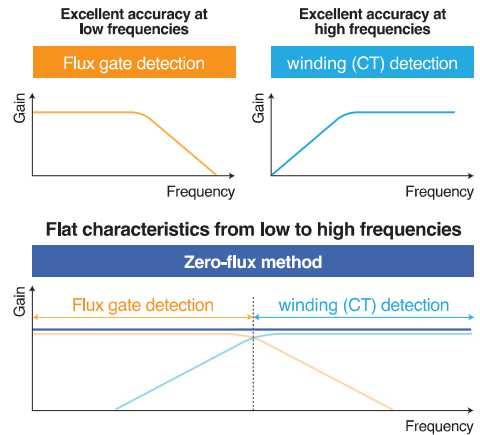 Excellent accuracy at
low frequencies
Flux gate detection
Gain
Frequency
Excellent accuracy at
high frequencies
winding (CT) detection
Gain
Frequency
Flat characteristics from low to high frequencies
Zero-flux method
Gain
Flux gate detection
winding (CT) detection
Frequency